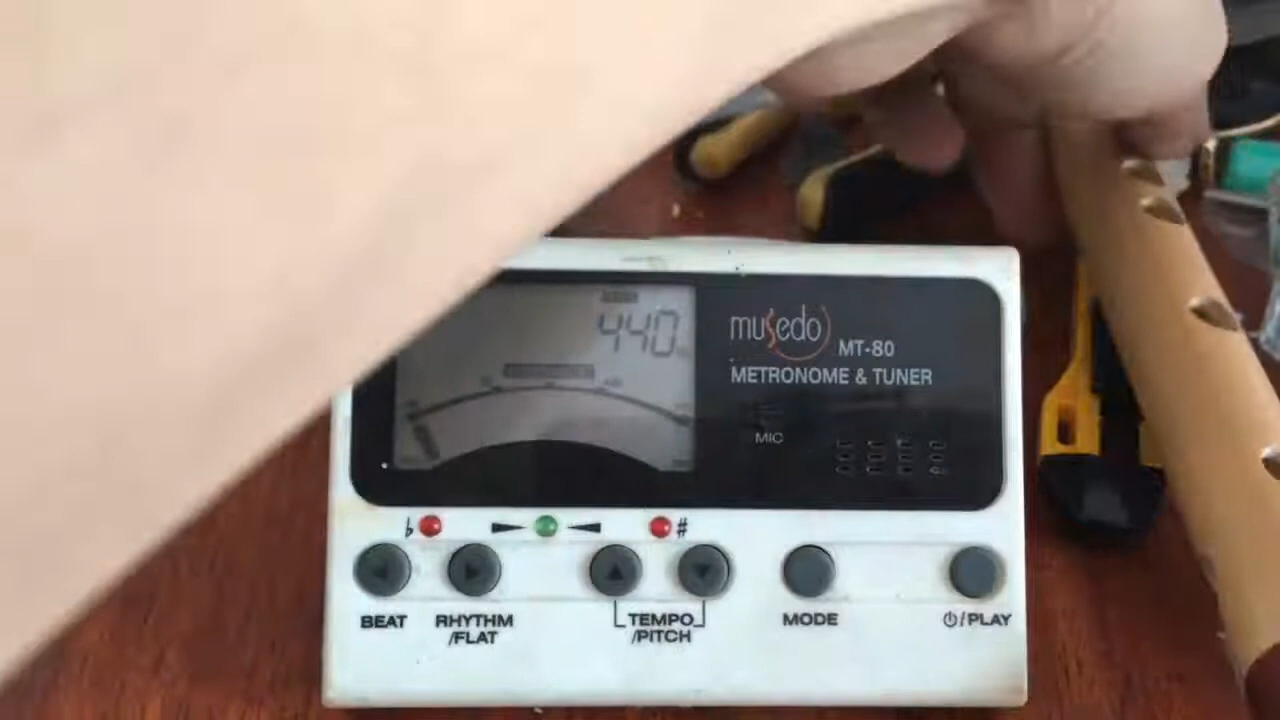 440
musedo
MT-80
METRONOME & TUNER
MIC
♭
♯
BEAT
RHYTHM
/FLAT
TEMPO
/PITCH
MODE
⏻/PLAY